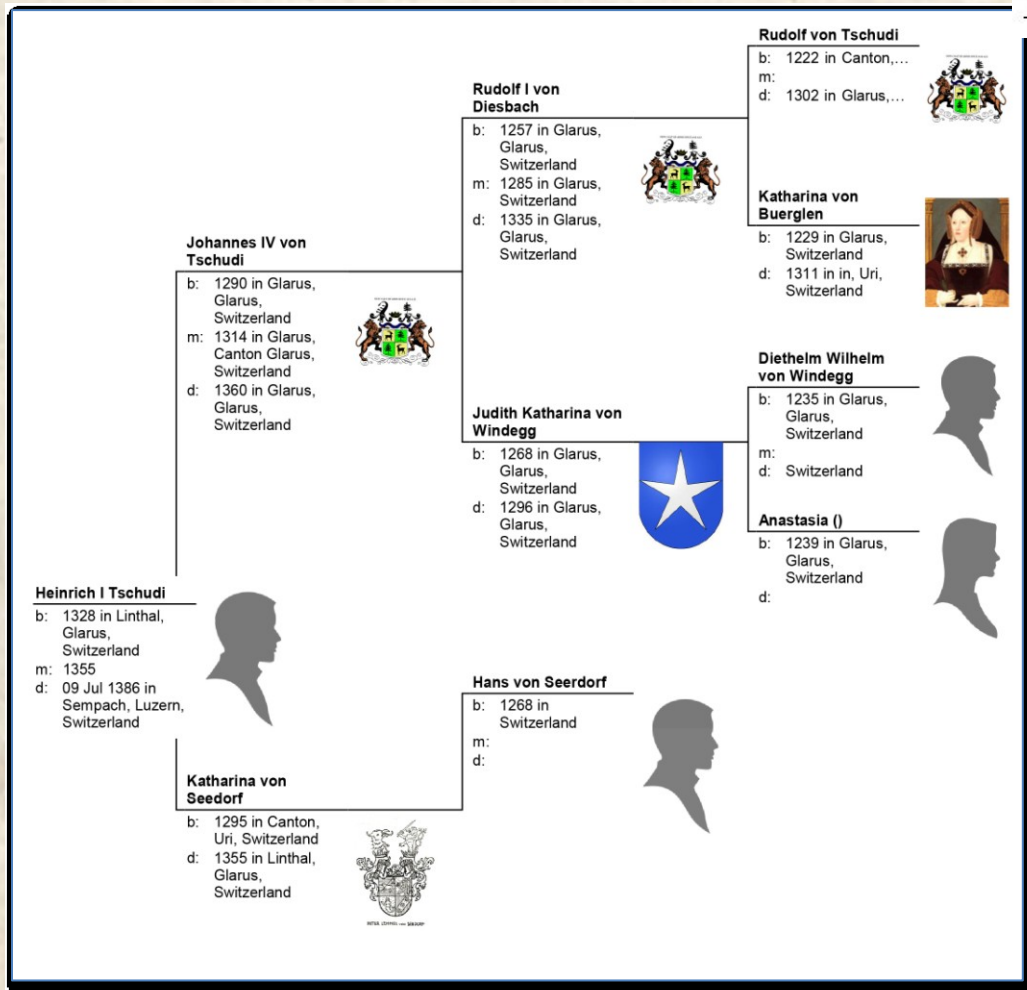 Rudolf von Tschudi
b: 1222 in Canton,…
m:
d: 1302 in Glarus,…
Rudolf I von
Diesbach
b: 1257 in Glarus,
Glarus,
Switzerland
m: 1285 in Glarus,
Switzerland
d: 1335 in Glarus,
Glarus,
Switzerland
Katharina von
Buerglen
b: 1229 in Glarus,
Switzerland
d: 1311 in in, Uri,
Switzerland
Johannes IV von
Tschudi
b: 1290 in Glarus,
Glarus,
Switzerland
m: 1314 in Glarus,
Canton Glarus,
Switzerland
d: 1360 in Glarus,
Glarus,
Switzerland
Diethelm Wilhelm
von Windegg
b: 1235 in Glarus,
Glarus,
Switzerland
m:
d: Switzerland
Judith Katharina von
Windegg
b: 1268 in Glarus,
Glarus,
Switzerland
d: 1296 in Glarus,
Glarus,
Switzerland
Anastasia ()
b: 1239 in Glarus,
Glarus,
Switzerland
d:
Heinrich I Tschudi
b: 1328 in Linthal,
Glarus,
Switzerland
m: 1355
d: 09 Jul 1386 in
Sempach, Luzern,
Switzerland
Hans von Seerdorf
b: 1268 in
Switzerland
m:
d:
Katharina von
Seedorf
b: 1295 in Canton,
Uri, Switzerland
d: 1355 in Linthal,
Glarus,
Switzerland